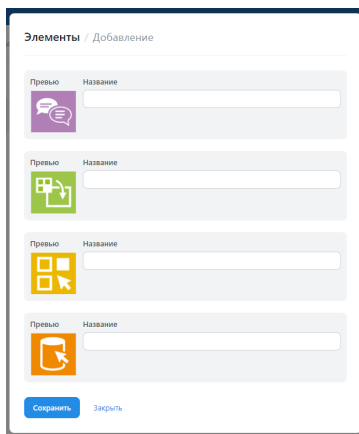 Элементы / Добавление
Превью Название
Превью Название
Превью Название
Превью Название
Сохранить Закрыть